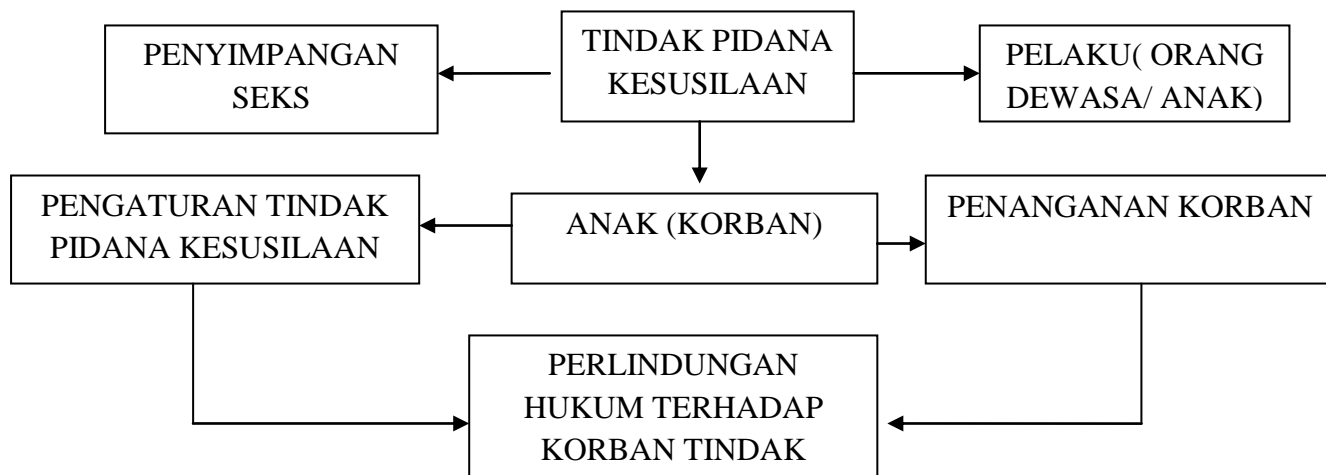 PENYIMPANGAN
SEKS
TINDAK PIDANA
KESUSILAAN
PELAKU( ORANG
DEWASA/ ANAK)
PENGATURAN TINDAK
PIDANA KESUSILAAN
ANAK (KORBAN)
PENANGANAN KORBAN
PERLINDUNGAN
HUKUM TERHADAP
KORBAN TINDAK